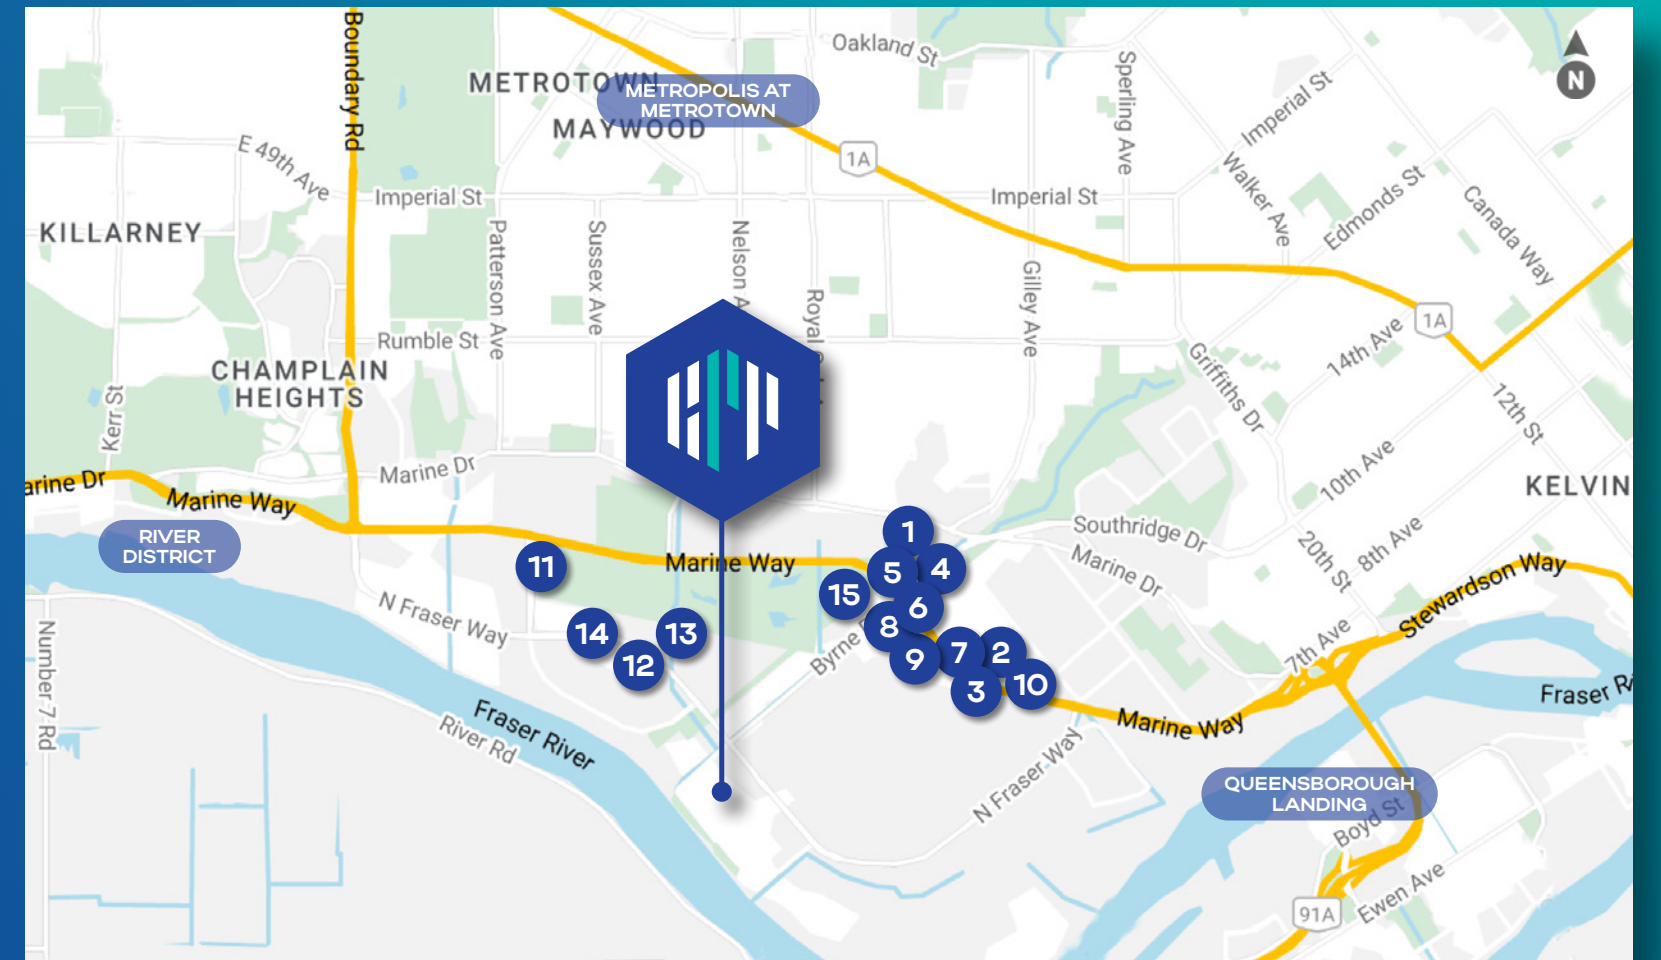 Boundary Rd
Oakland St
N
METROTOWN
METROPOLIS AT
METROTOWN
MAYWOOD
Sperling Ave
Imperial St
1A
E 49th Ave
Imperial St
Imperial St
Walker Ave
Edmonds St
Canada Way
KILLARNEY
Patterson Ave
Sussex Ave
Nelson
Royal
Gilley Ave
1A
Rumble St
14th Ave
Griffiths Dr
CHAMPLAIN
HEIGHTS
Kerr St
12th St
10th Ave
KELVIN
Marine Dr
arine Dr
Marine Way
RIVER
DISTRICT
1
Southridge Dr
Marine Dr
20th St
8th Ave
Stewardson Way
11
Marine Way
5
4
15
6
N Fraser Way
14
13
12
8
Byrne
9
7
2
3
10
7th Ave
Number 7 Rd
Fraser River
River Rd
Marine Way
Fraser Ri
N Fraser Way
QUEENSBOROUGH
LANDING
Boyd St
Ewen Ave
91A